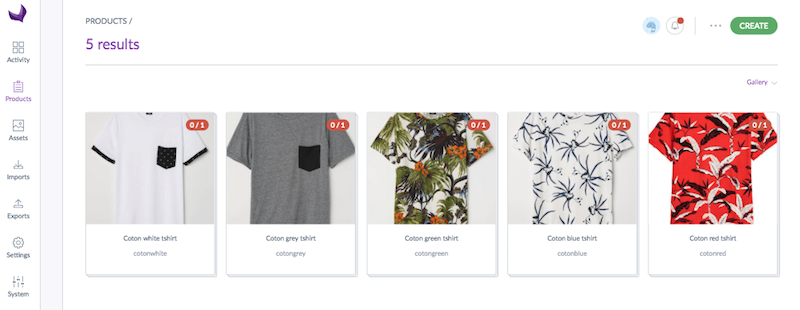 PRODUCTS /
CREATE
5 results
Activity
Products
Assets
Imports
Exports
Settings
System
Gallery
0 / 1
0 / 1
0 / 1
0 / 1
0 / 1
Coton white tshirt
cotonwhite
Coton grey tshirt
cotongrey
Coton green tshirt
cotongreen
Coton blue tshirt
cotonblue
Coton red tshirt
cotonred